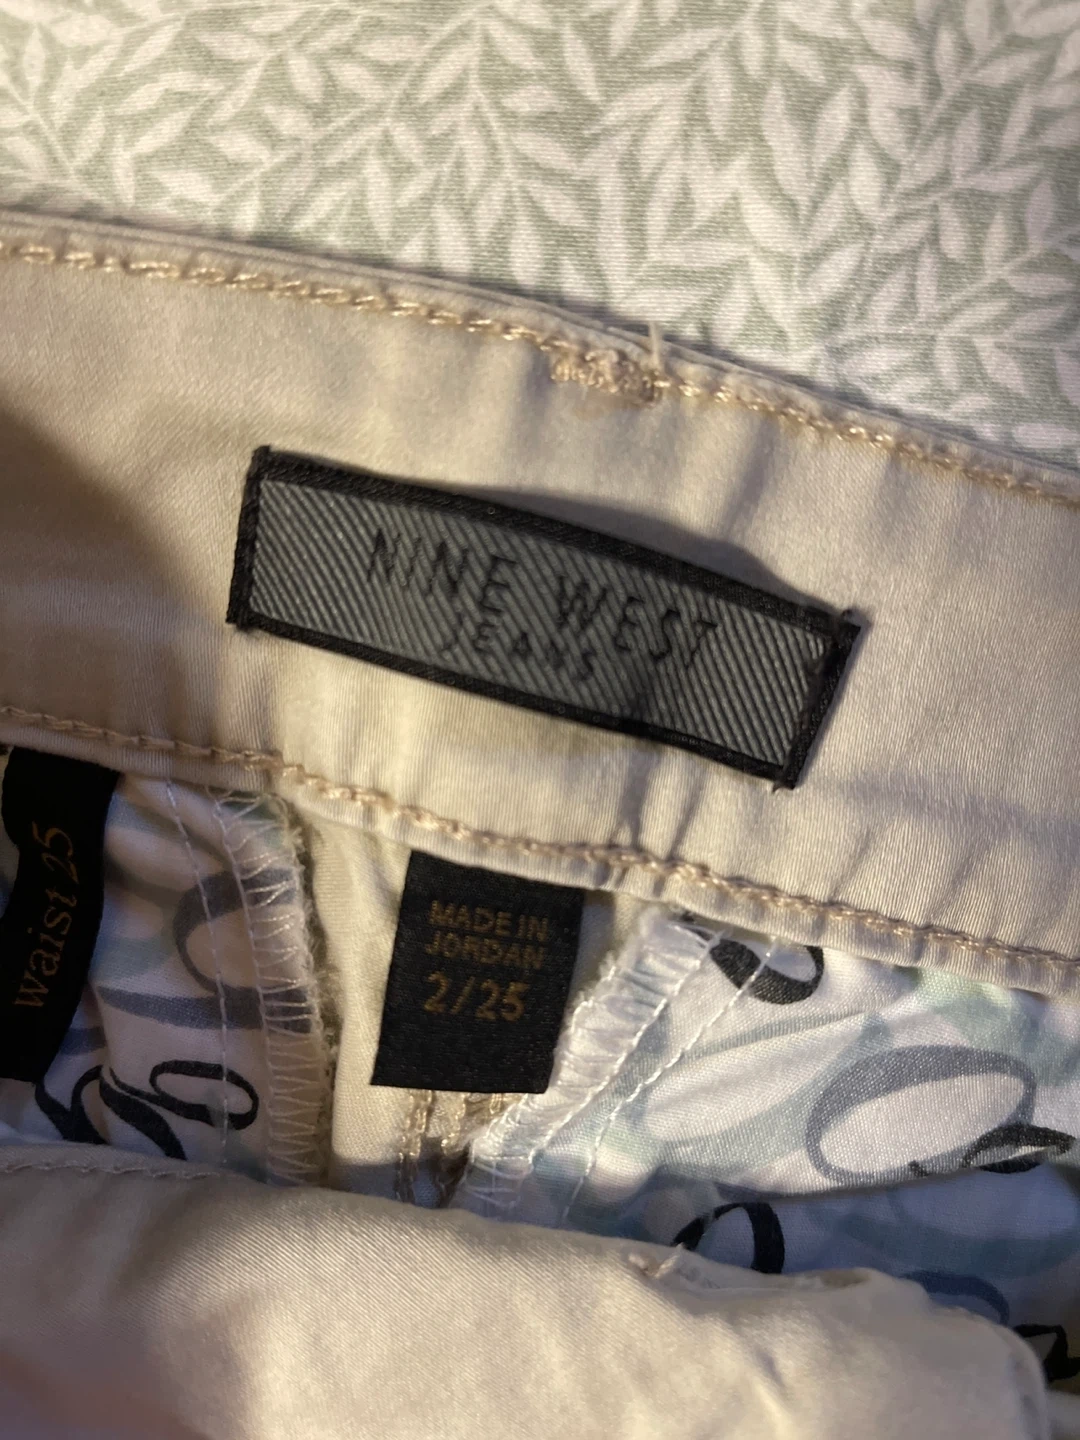 NINE WEST
JEANS
Waist 25
MADE IN
JORDAN
2/25